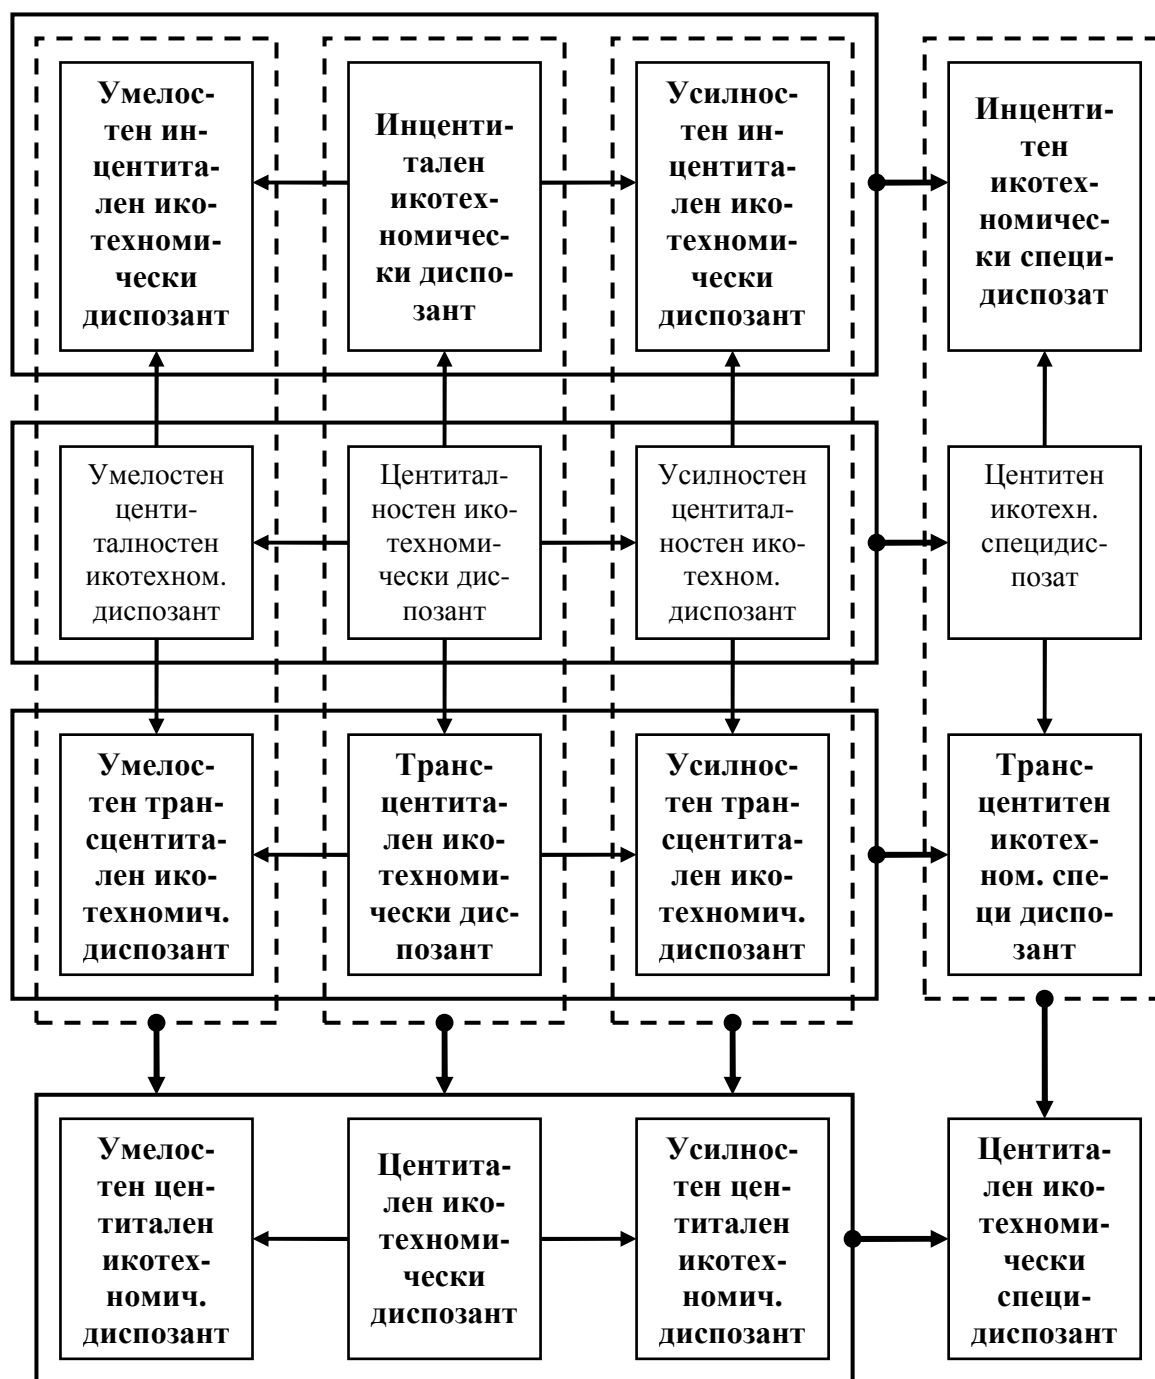 Умелос-
тен ин-
центита-
лен ико-
техноми-
чески
диспозант
Инценти-
тален
икотех-
номичес-
ки диспо-
зант
Усилнос-
тен ин-
центита-
лен ико-
техноми-
чески
диспозант
Инценти-
тен
икотех-
номичес-
ки специ-
диспозат
Умелостен
центи-
талностен
икотехном.
диспозант
Центитал-
ностен ико-
техноми-
чески дис-
позант
Усилностен
центитал-
ностен ико-
техном.
диспозант
Центитен
икотехн.
специдис-
позат
Умелос-
тен тран-
сцентита-
лен ико-
техномич.
диспозант
Транс-
центита-
лен ико-
техноми-
чески дис-
позант
Усилнос-
тен тран-
сцентита-
лен ико-
техномич.
диспозант
Транс-
центитен
икотех-
ном. спе-
ци диспо-
зант
Умелос-
тен цен-
титален
икотех-
номич.
диспозант
Центита-
лен ико-
техноми-
чески
диспозант
Усилнос-
тен цен-
титален
икотех-
номич.
диспозант
Центита-
лен ико-
техноми-
чески
специ-
диспозант